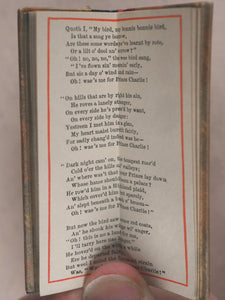 Quoth I, "My bird, my bonnie bonnie bird,
Is that a sang ye learnt by rote,
Are these some words ye've learnt by rote,
Or a lilt o' dool an' sorrow?"
"Oh! no, no, no," the wee bird sang,
"I've flown sin' mornin' early,
But sic a day o' wind and rain—
Oh! wae's me for Prince Charlie!
"On hills that are by right his ain,
He roves a lanely stranger,
On every side he's press'd by want,
On every side danger:
Yestreen I met him in a glen,
My heart maist burstit fairly,
For sadly chang'd indeed was he—
Oh! wae's me for Prince Charlie!
"Dark night cam' on, the tempest roar'd
Cold o'er the hills an' valleys;
An' where was't that your Prince lay down
Whase hame should been a palace?
He row'd him in a Highland plaid,
Which cover'd him but sparely,
An' slept beneath a bush o' broom—
Oh! wae's me for Prince Charlie!"
But now the bird saw some red coats,
An' he shook his wings wi' anger,
"Oh! this is no a land for me,
I'll tarry here nae langer."
He hover'd on the wing a while
Ere he departed fairly,
But weel I mind the farewell strain,
Was, "Wae's me for Prince Charlie!"